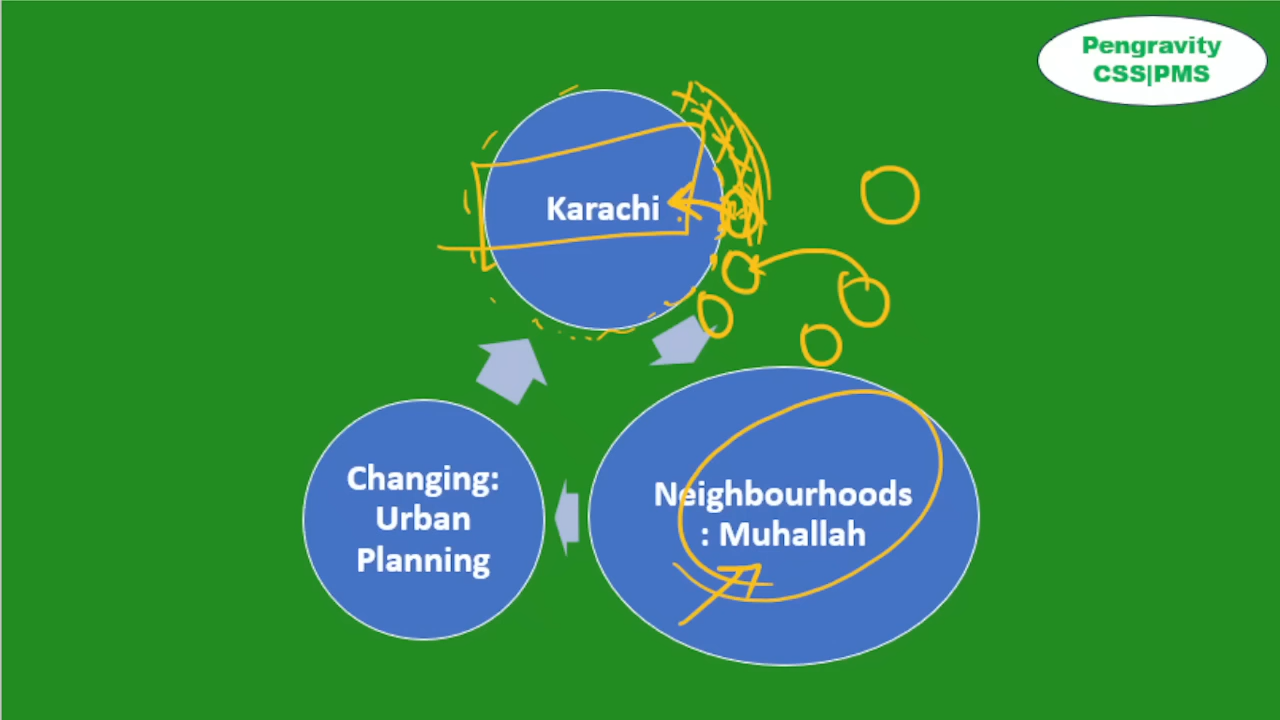 Pengravity
CSS|PMS
Karachi
Changing:
Urban
Planning
Neighbourhoods
: Muhallah